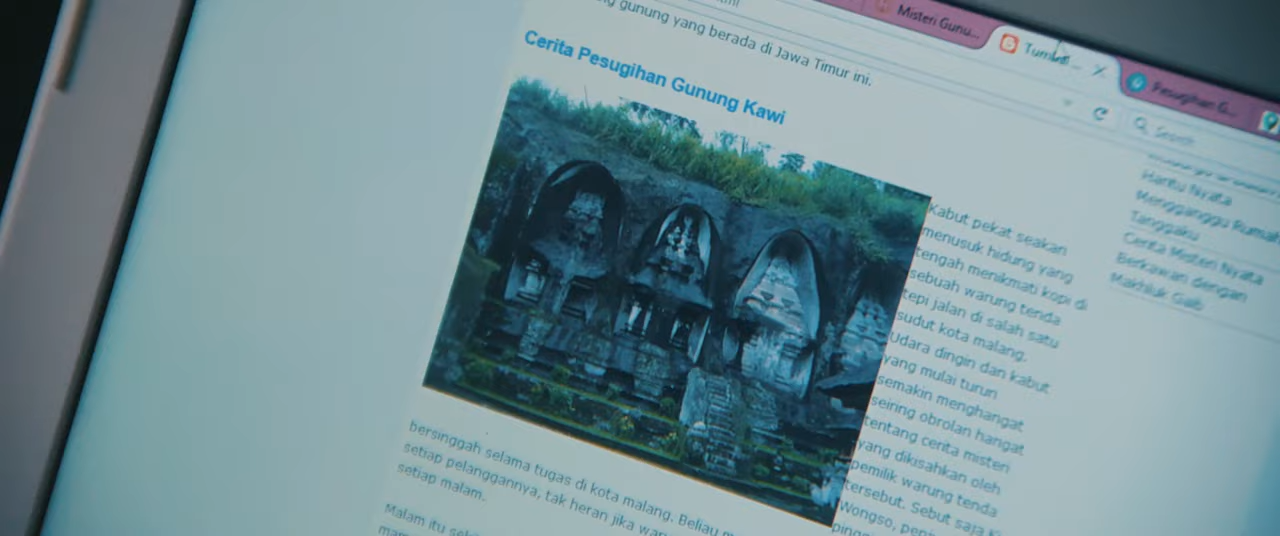 Misteri Gunu...
Pesugihan G...
Search
gunung yang berada di Jawa Timur ini.
Cerita Pesugihan Gunung Kawi
Kabut pekat seakan
menusuk hidung yang
tengah menikmati kopi di
sebuah warung tenda
tepi jalan di salah satu
sudut kota malang.
Udara dingin dan kabut
yang mulai turun
semakin menghangat
seiring obrolan hangat
tentang cerita misteri
yang dikisahkan oleh
pemilik warung tenda
tersebut. Sebut saja
Wongso,
bersinggah selama tugas di kota malang. Beliau
setiap pelanggannya, tak heran jika
setiap malam.
Malam itu
Hantu Nyata
Mengganggu Rumah
Tanggaku
Cerita Misteri Nyata
Berkawan dengan
Makhluk Gaib